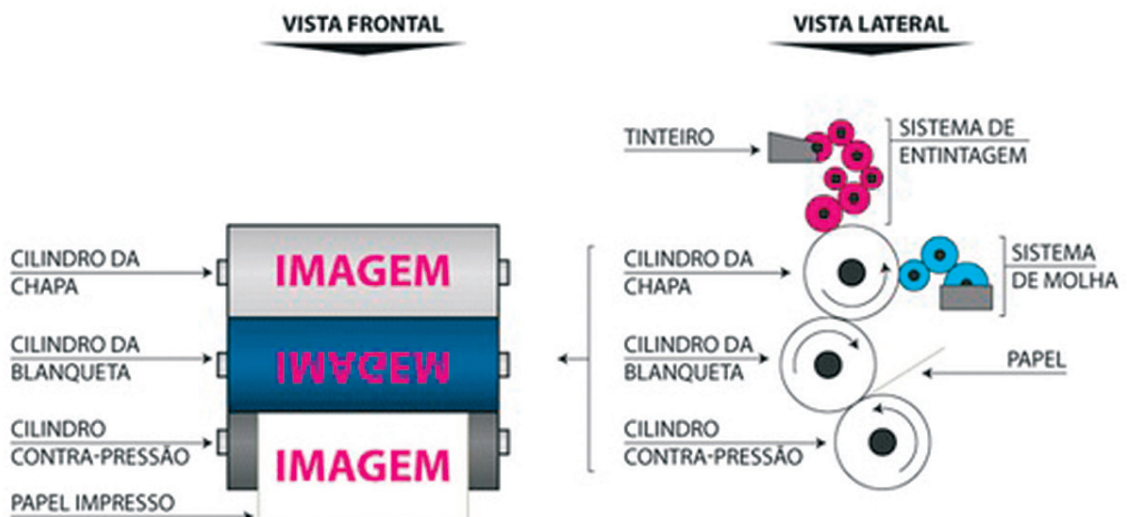 VISTA FRONTAL
CILINDRO DA
CHAPA
CILINDRO DA
BLANQUETA
CILINDRO
CONTRA-PRESSÃO
PAPEL IMPRESSO
IMAGEM
IMAGEM
IMAGEM
VISTA LATERAL
TINTEIRO
SISTEMA DE
ENTINTAGEM
CILINDRO DA
CHAPA
SISTEMA
DE MOLHA
CILINDRO DA
BLANQUETA
PAPEL
CILINDRO
CONTRA-PRESSÃO